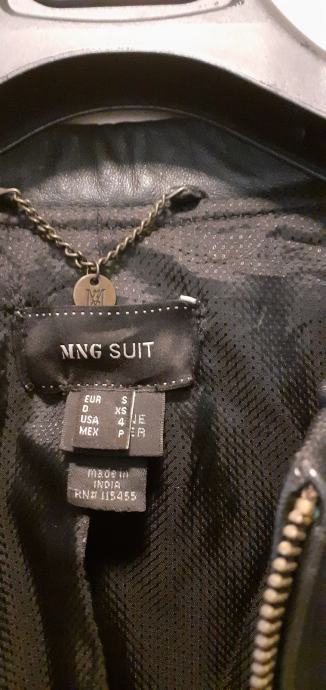 MNG SUIT
EUR S
D XS
USA 4
MEX P
Made in
INDIA
RN# 115455